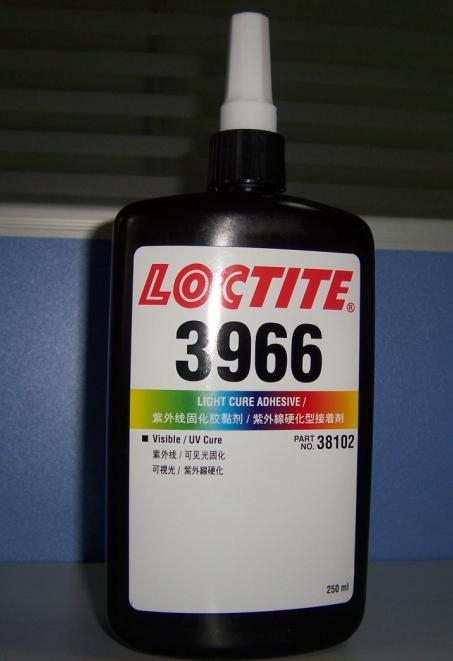 LOCTITE®
3966
LIGHT CURE ADHESIVE /
紫外线固化胶黏剂 / 紫外線硬化型接着剤
■ Visible / UV Cure
PART NO. 38102
紫外线 / 可见光固化
可視光 / 紫外線硬化
250 ml